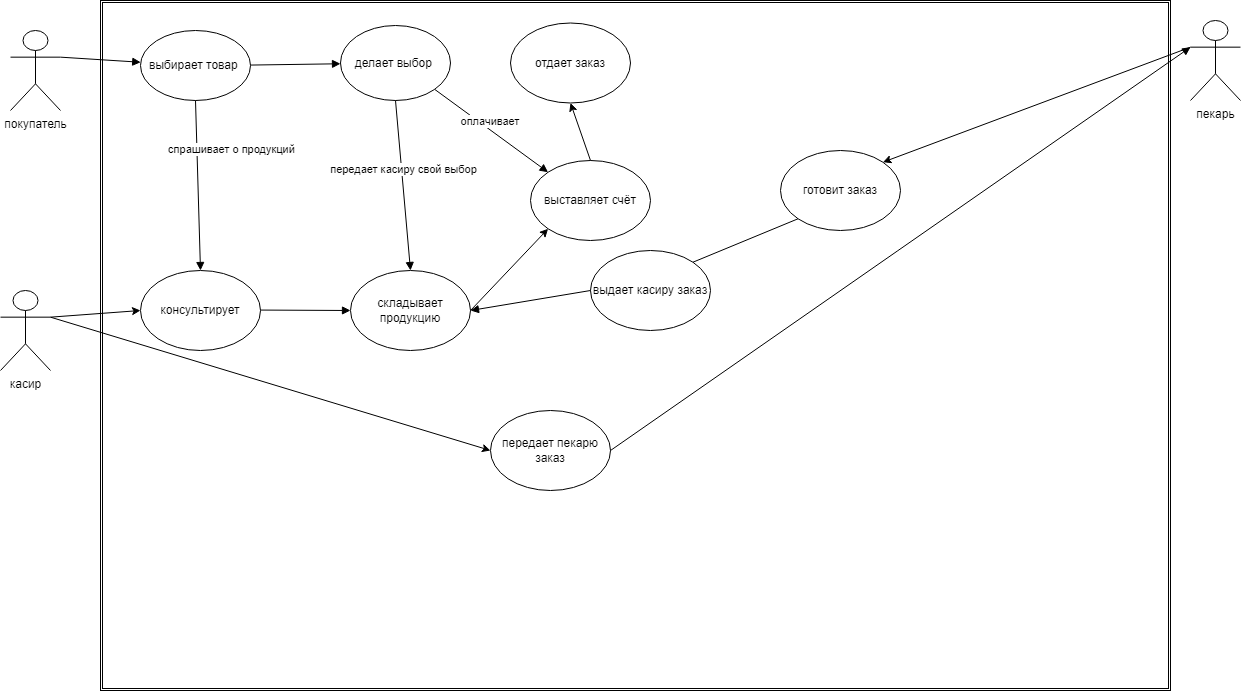 выбирает товар
делает выбор
отдает заказ
покупатель
пекарь
оплачивает
спрашивает о продукций
передает касиру свой выбор
готовит заказ
выставляет счёт
выдает касиру заказ
консультирует
складывает
продукцию
касир
передает пекарю
заказ